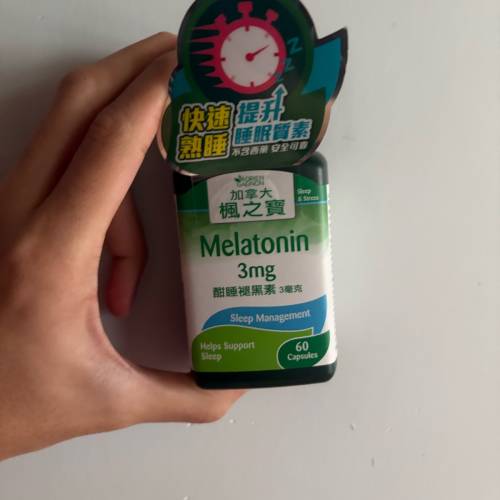 快速 提升
熟睡 睡眠質素
不含西藥 安全可靠
ADRIEN GAGNON
Sleep
& Stress
加拿大
楓之寶
Melatonin
3mg
酣睡褪黑素 3毫克
Sleep Management
Helps Support
Sleep
60
Capsules